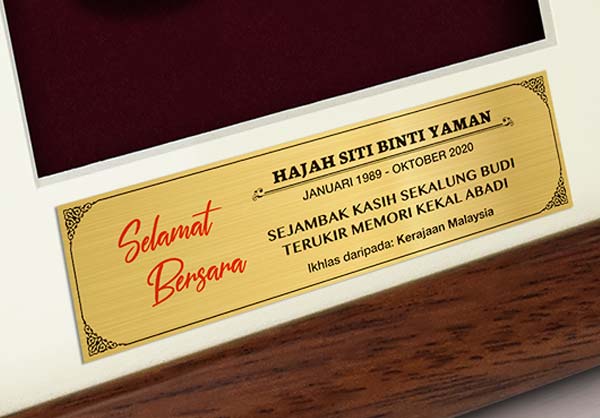 Selamat
Bersara
HAJAH SITI BINTI YAMAN
JANUARI 1989 - OKTOBER 2020
SEJAMBAK KASIH SEKALUNG BUDI
TERUKIR MEMORI KEKAL ABADI
Ikhlas daripada: Kerajaan Malaysia